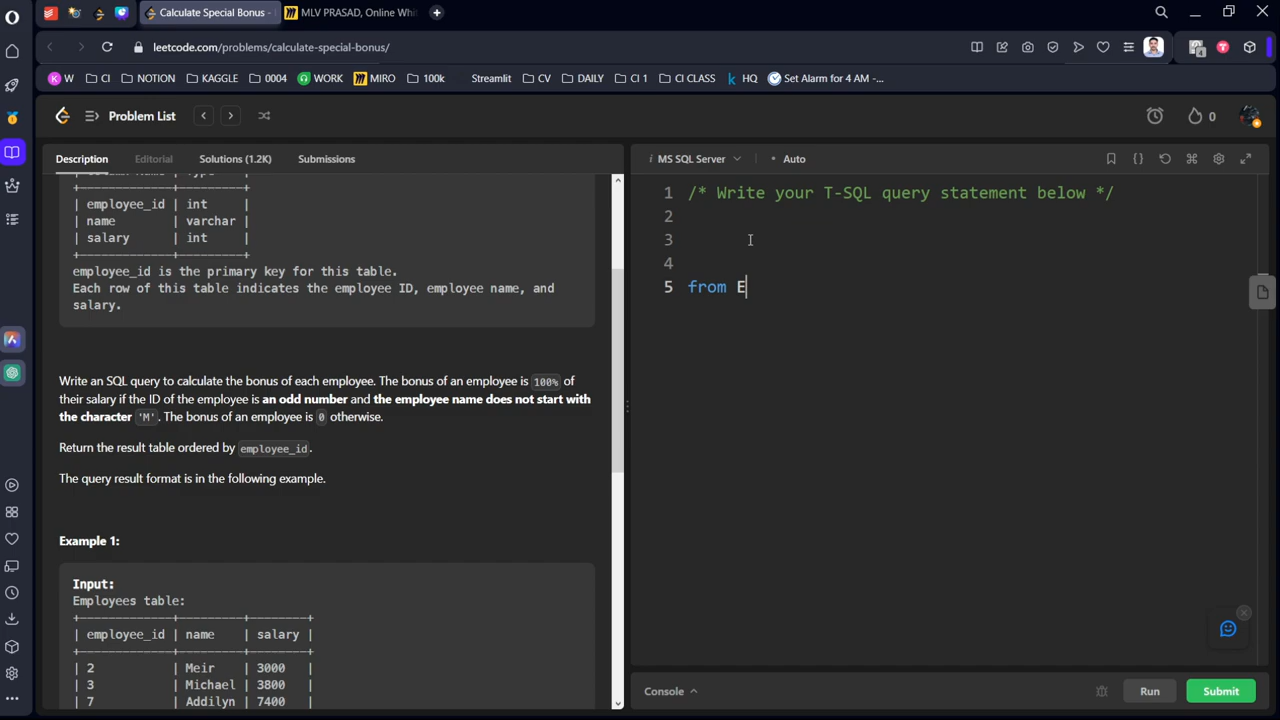 Calculate Special Bonus -
MLV PRASAD, Online Whit
leetcode.com/problems/calculate-special-bonus/
W CI NOTION KAGGLE 0004 WORK MIRO 100k Streamlit CV DAILY CI 1 CI CLASS HQ Set Alarm for 4 AM -...
Problem List
0
Description Editorial Solutions (1.2K) Submissions
| employee_id | int |
| name | varchar |
| salary | int |
employee_id is the primary key for this table.
Each row of this table indicates the employee ID, employee name, and
salary.
Write an SQL query to calculate the bonus of each employee. The bonus of an employee is 100% of
their salary if the ID of the employee is an odd number and the employee name does not start with
the character 'M'. The bonus of an employee is 0 otherwise.
Return the result table ordered by employee_id.
The query result format is in the following example.
Example 1:
Input:
Employees table:
| employee_id | name | salary |
| 2 | Meir | 3000 |
| 3 | Michael | 3800 |
| 7 | Addilyn | 7400 |
i MS SQL Server • Auto
1 /* Write your T-SQL query statement below */
2
3
4
5 from E
Console
Run
Submit